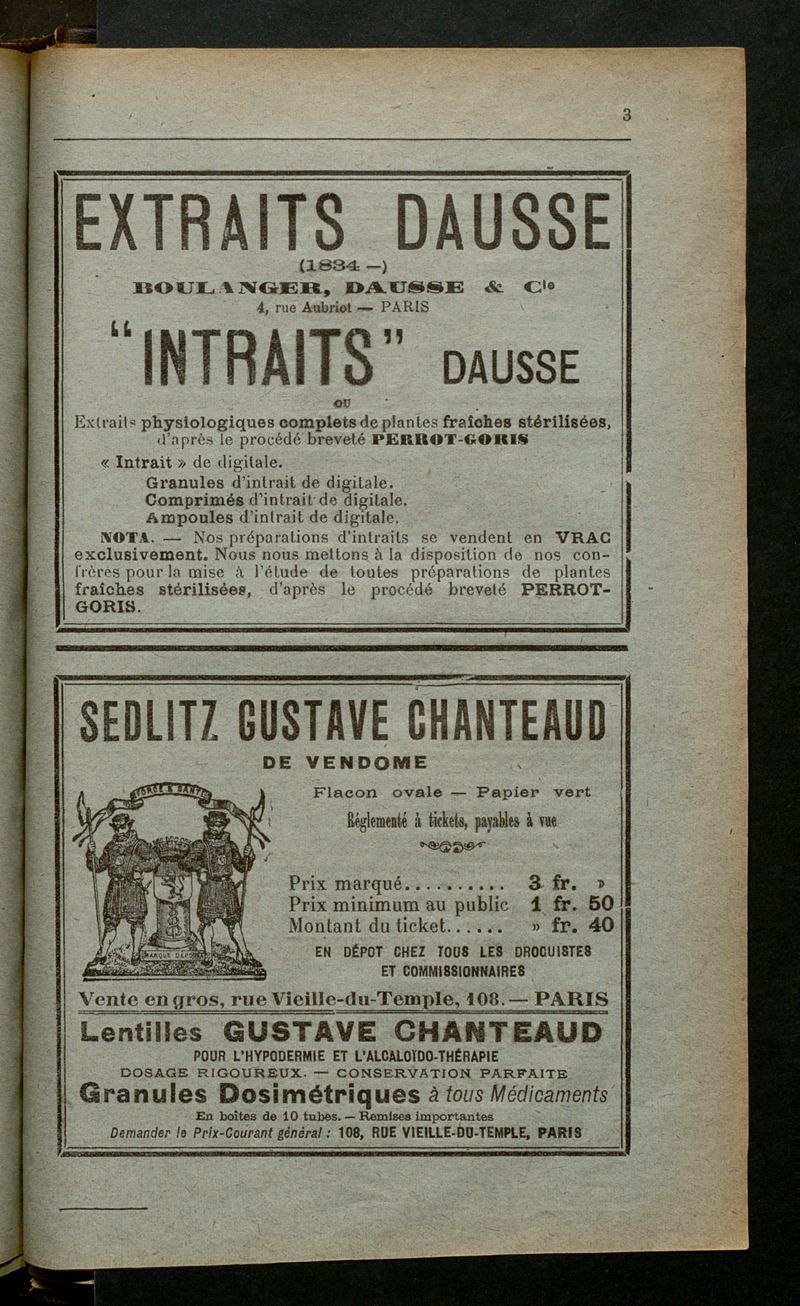 3
EXTRAITS DAUSSE
(1834 —)
BOULANGER, DAUSSE & Cie
4, rue Aubriot — PARIS
"INTRAITS" DAUSSE
OU
Extraits physiologiques complets de plantes fraîches stérilisées,
d'après le procédé breveté PERROT-GORIS
« Intrait » de digitale.
Granules d'intrait de digitale.
Comprimés d'intrait de digitale.
Ampoules d'intrait de digitale.
NOTA. — Nos préparations d'intraits se vendent en VRAC
exclusivement. Nous nous mettons à la disposition de nos con-
frères pour la mise à l'étude de toutes préparations de plantes
fraîches stérilisées, d'après le procédé breveté PERROT-
GORIS.
SEDLITZ GUSTAVE CHANTEAUD
DE VENDOME
FORCE & SANTÉ
Flacon ovale — Papier vert
Réglementé à tickets, payables à vue
Prix marqué.......... 3 fr. »
Prix minimum au public 1 fr. 50
Montant du ticket...... » fr. 40
MARQUE DÉPOSÉE
EN DÉPOT CHEZ TOUS LES DROGUISTES
ET COMMISSIONNAIRES
Vente en gros, rue Vieille-du-Temple, 108. — PARIS
Lentilles GUSTAVE CHANTEAUD
POUR L'HYPODERMIE ET L'ALCALOÏDO-THÉRAPIE
DOSAGE RIGOUREUX. — CONSERVATION PARFAITE
Granules Dosimétriques à tous Médicaments
En boites de 10 tubes. — Remises importantes
Demander le Prix-Courant général : 108, RUE VIEILLE-DU-TEMPLE, PARIS